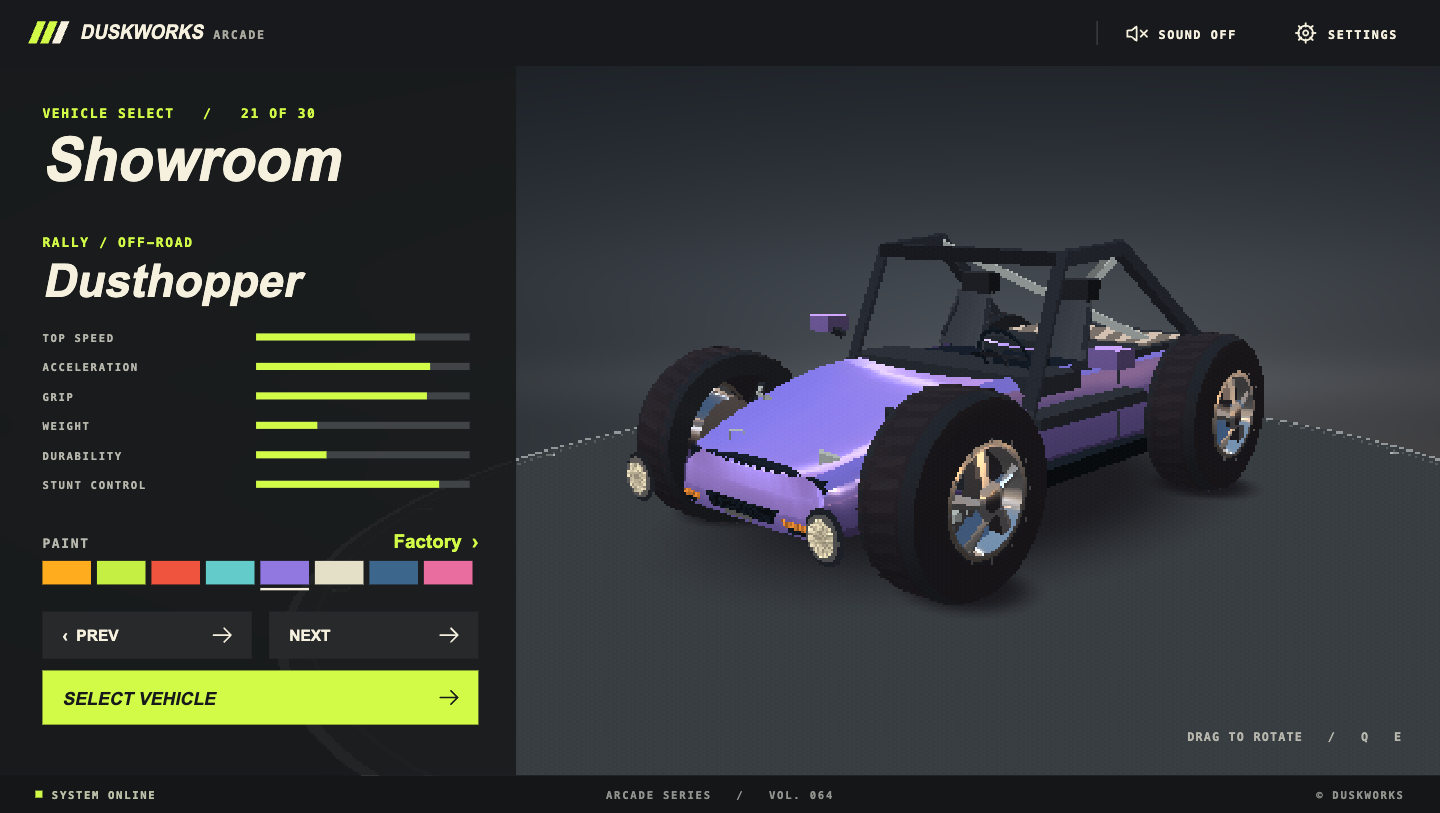 DUSKWORKS ARCADE
SOUND OFF
SETTINGS
VEHICLE SELECT / 21 OF 30
Showroom
RALLY / OFF-ROAD
Dusthopper
TOP SPEED
ACCELERATION
GRIP
WEIGHT
DURABILITY
STUNT CONTROL
PAINT
Factory ›
‹ PREV
NEXT
SELECT VEHICLE
DRAG TO ROTATE / Q E
SYSTEM ONLINE
ARCADE SERIES / VOL. 064
© DUSKWORKS